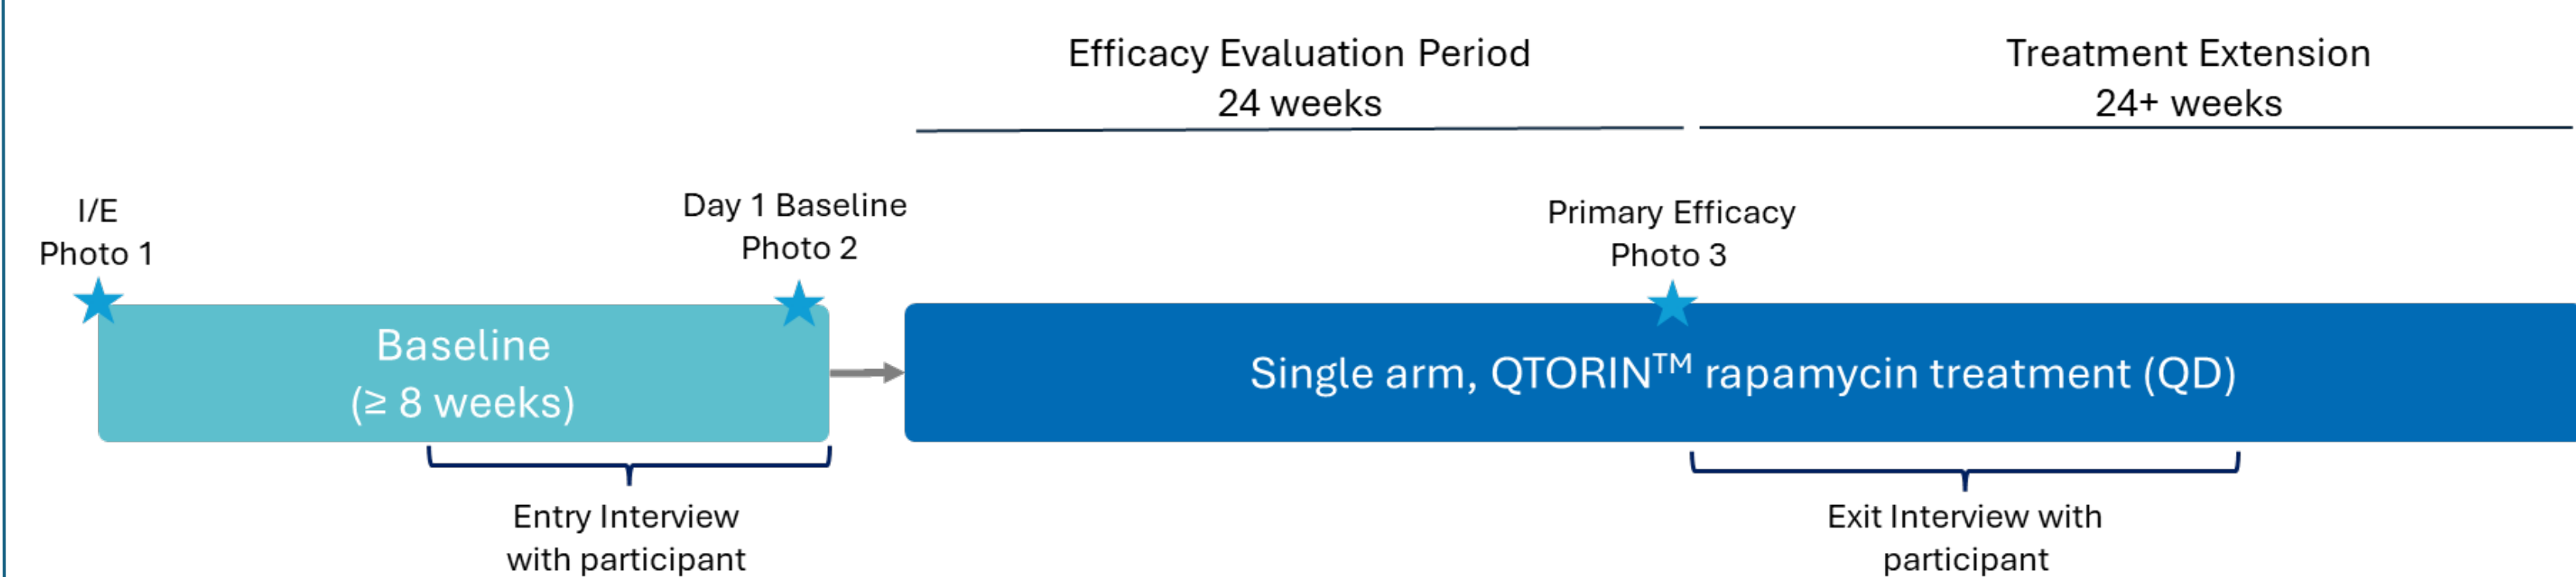 Efficacy Evaluation Period
24 weeks
Treatment Extension
24+ weeks
I/E
Photo 1
Day 1 Baseline
Photo 2
Primary Efficacy
Photo 3
Baseline
(≥ 8 weeks)
Single arm, QTORIN™ rapamycin treatment (QD)
Entry Interview
with participant
Exit Interview with
participant